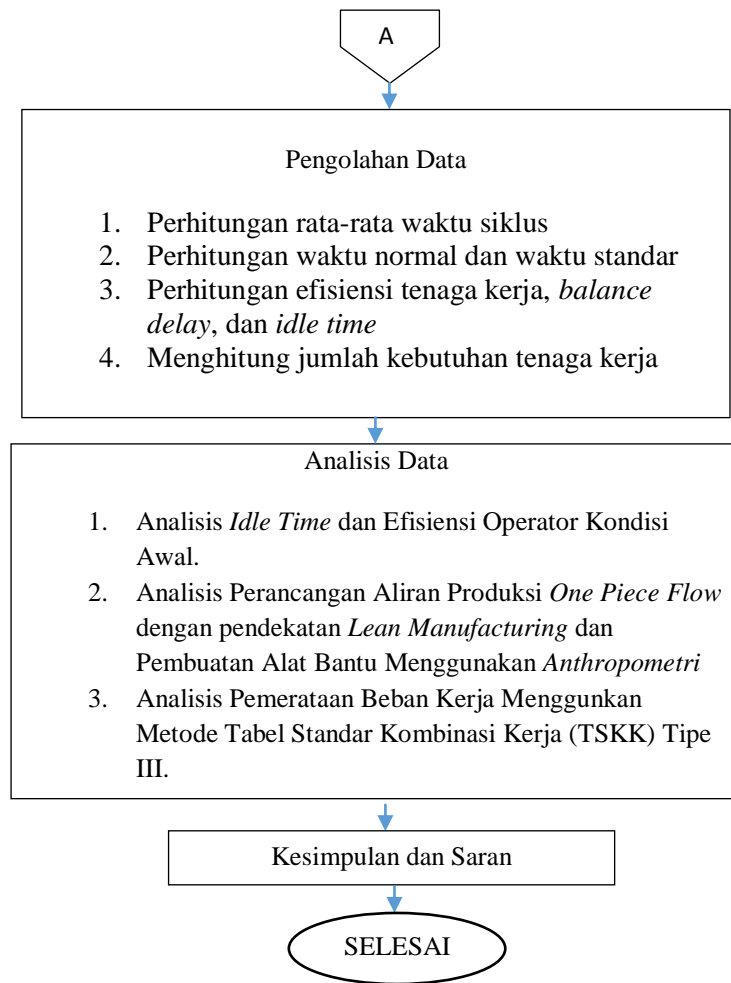 A
Pengolahan Data
1. Perhitungan rata-rata waktu siklus
2. Perhitungan waktu normal dan waktu standar
3. Perhitungan efisiensi tenaga kerja, balance
delay, dan idle time
4. Menghitung jumlah kebutuhan tenaga kerja
Analisis Data
1. Analisis Idle Time dan Efisiensi Operator Kondisi
Awal.
2. Analisis Perancangan Aliran Produksi One Piece Flow
dengan pendekatan Lean Manufacturing dan
Pembuatan Alat Bantu Menggunakan Anthropometri
3. Analisis Pemerataan Beban Kerja Menggunkan
Metode Tabel Standar Kombinasi Kerja (TSKK) Tipe
III.
Kesimpulan dan Saran
SELESAI